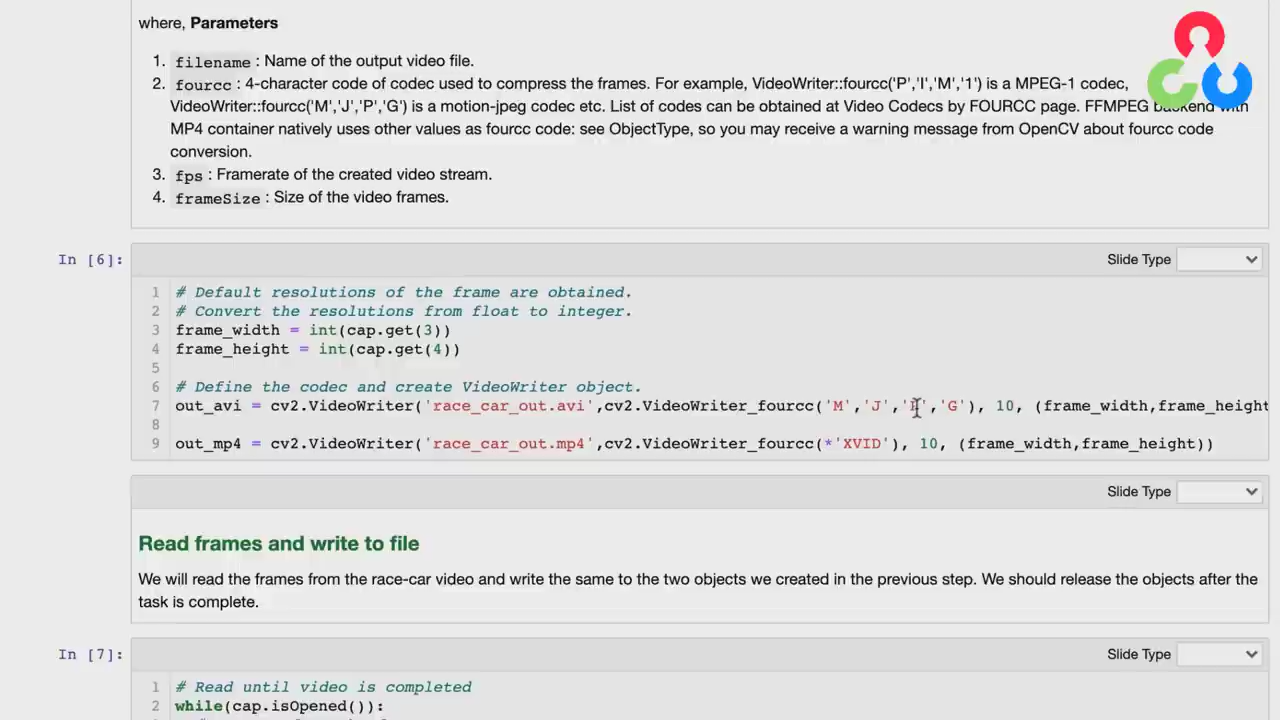 where, Parameters
1. filename : Name of the output video file.
2. fourcc : 4-character code of codec used to compress the frames. For example, VideoWriter::fourcc('P','I','M','1') is a MPEG-1 codec,
VideoWriter::fourcc('M','J','P','G') is a motion-jpeg codec etc. List of codes can be obtained at Video Codecs by FOURCC page. FFMPEG backend with
MP4 container natively uses other values as fourcc code: see ObjectType, so you may receive a warning message from OpenCV about fourcc code
conversion.
3. fps : Framerate of the created video stream.
4. frameSize : Size of the video frames.
In [6]:
Slide Type
1 # Default resolutions of the frame are obtained.
2 # Convert the resolutions from float to integer.
3 frame_width = int(cap.get(3))
4 frame_height = int(cap.get(4))
5
6 # Define the codec and create VideoWriter object.
7 out_avi = cv2.VideoWriter('race_car_out.avi',cv2.VideoWriter_fourcc('M','J','P','G'), 10, (frame_width,frame_height
8
9 out_mp4 = cv2.VideoWriter('race_car_out.mp4',cv2.VideoWriter_fourcc(*'XVID'), 10, (frame_width,frame_height))
Slide Type
Read frames and write to file
We will read the frames from the race-car video and write the same to the two objects we created in the previous step. We should release the objects after the
task is complete.
In [7]:
Slide Type
1 # Read until video is completed
2 while(cap.isOpened()):